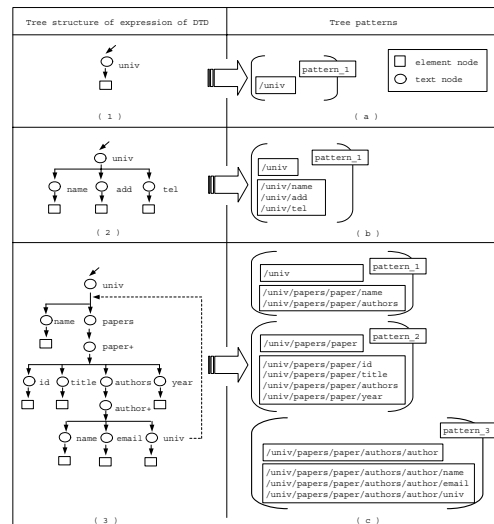 Tree structure of expression of DTD
Tree patterns
univ
( 1 )
pattern_1
/univ
element node
text node
( a )
univ
name add tel
( 2 )
pattern_1
/univ
/univ/name
/univ/add
/univ/tel
( b )
univ
name papers
paper+
id title authors year
author+
name email univ
( 3 )
pattern_1
/univ
/univ/papers/paper/name
/univ/papers/paper/authors
pattern_2
/univ/papers/paper
/univ/papers/paper/id
/univ/papers/paper/title
/univ/papers/paper/authors
/univ/papers/paper/year
pattern_3
/univ/papers/paper/authors/author
/univ/papers/paper/authors/author/name
/univ/papers/paper/authors/author/email
/univ/papers/paper/authors/author/univ
( c )